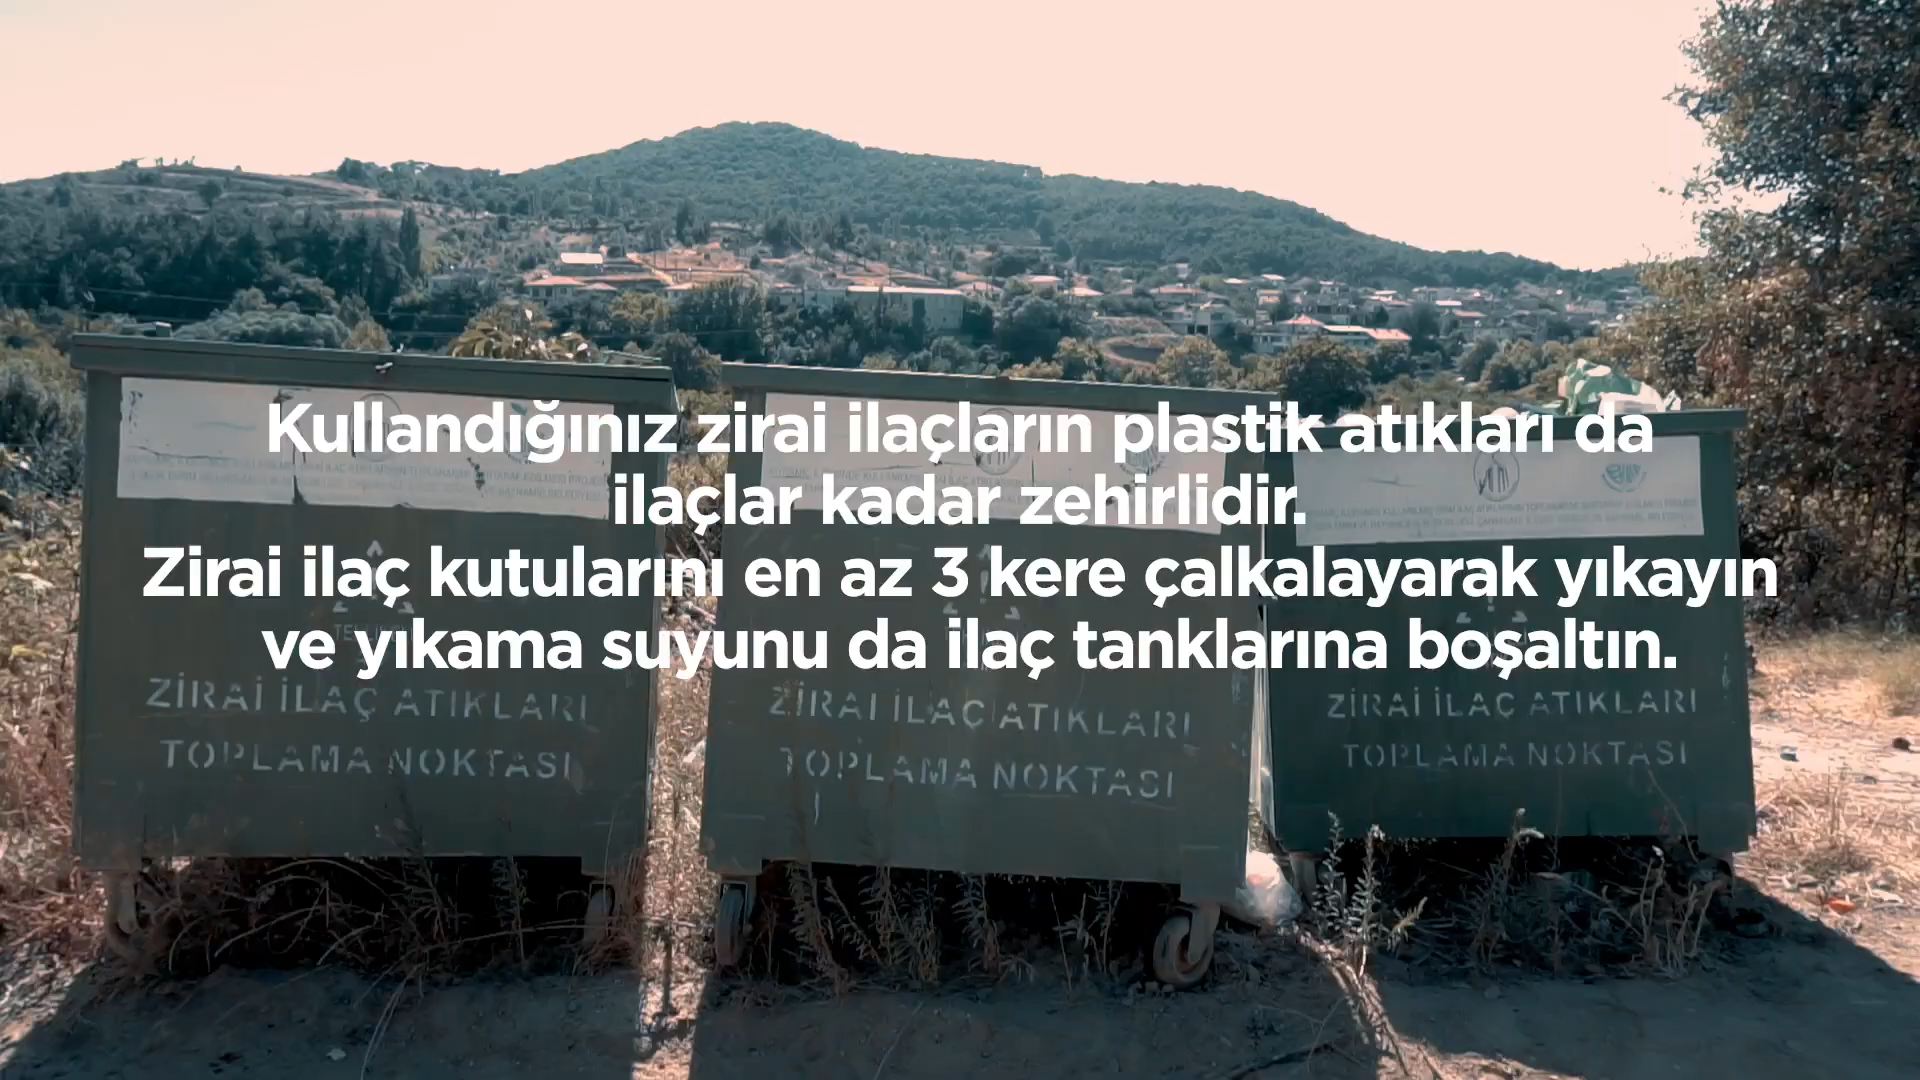 Kullandığınız zirai ilaçların plastik atıkları da
ilaçlar kadar zehirlidir.
Zirai ilaç kutularını en az 3 kere çalkalayarak yıkayın
ve yıkama suyunu da ilaç tanklarına boşaltın.
ZİRAİ İLAÇ ATIKLARI
TOPLAMA NOKTASI
ZİRAİ İLAÇ ATIKLARI
TOPLAMA NOKTASI
ZİRAİ İLAÇ ATIKLARI
TOPLAMA NOKTASI